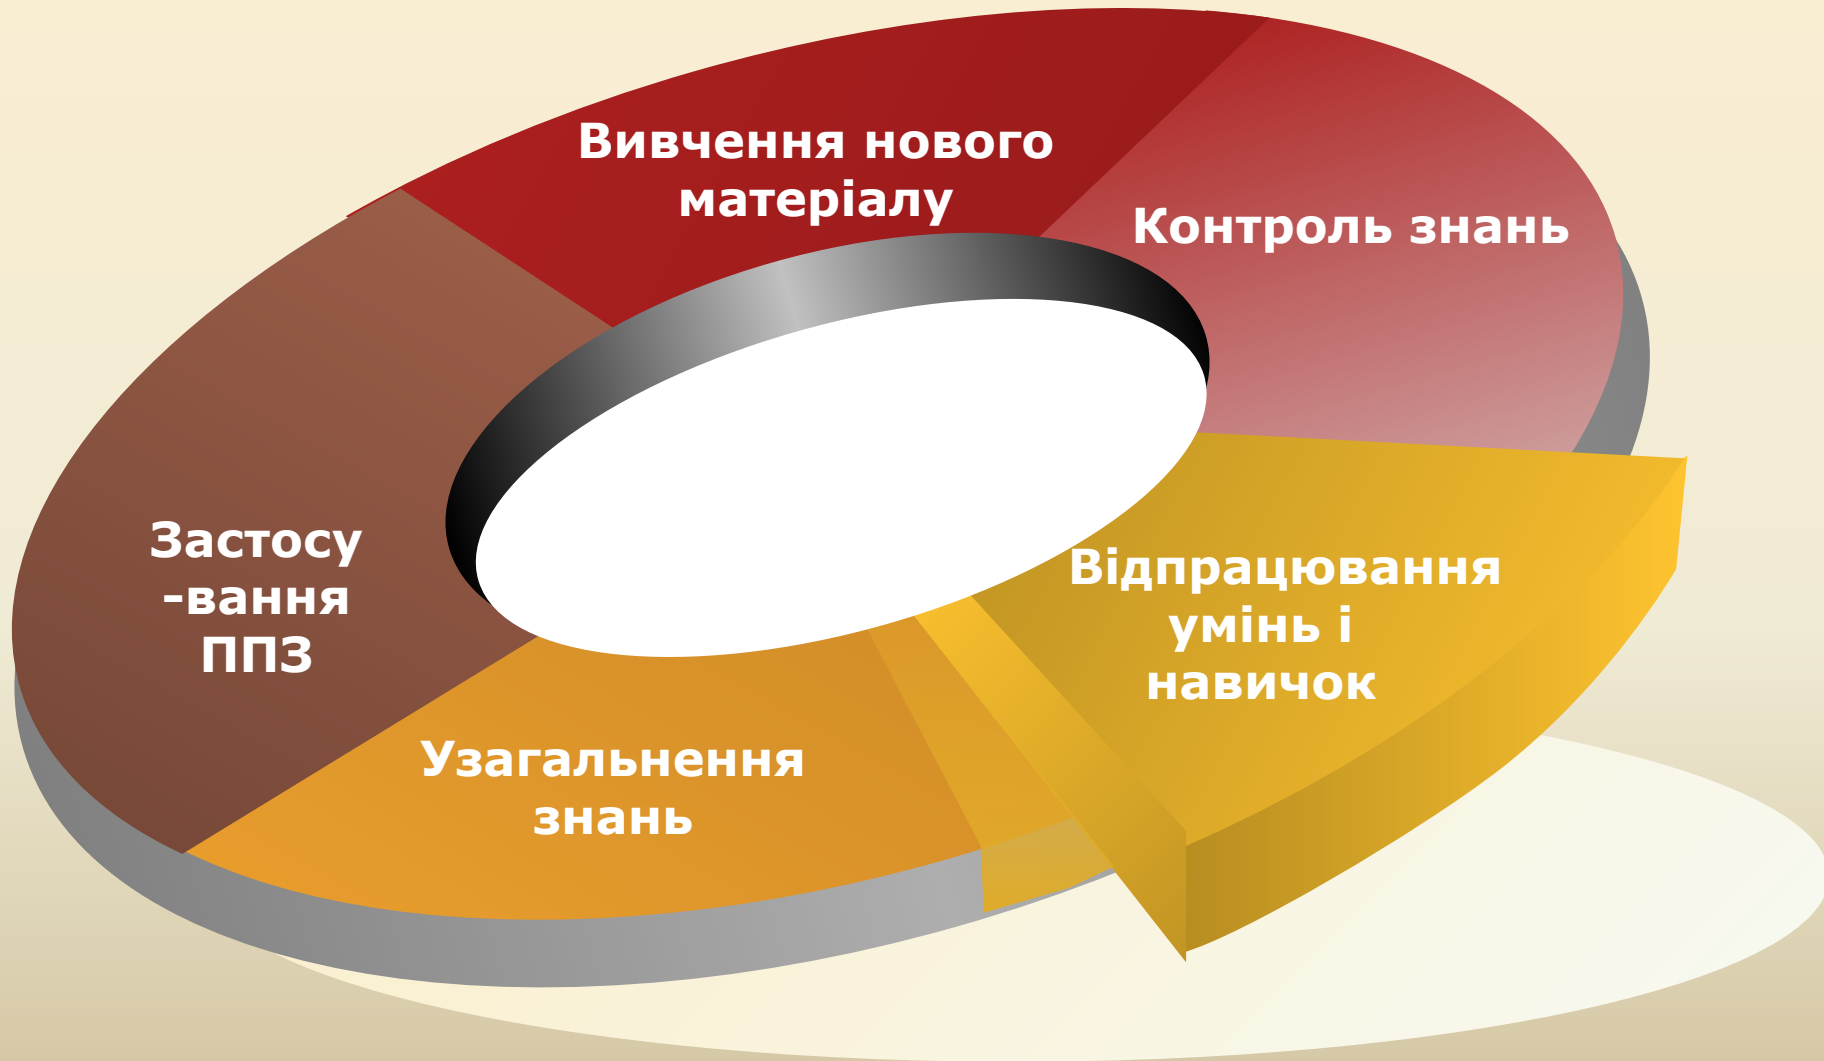 Вивчення нового
матеріалу
Контроль знань
Застосу
-вання
ППЗ
Відпрацювання
умінь і
навичок
Узагальнення
знань